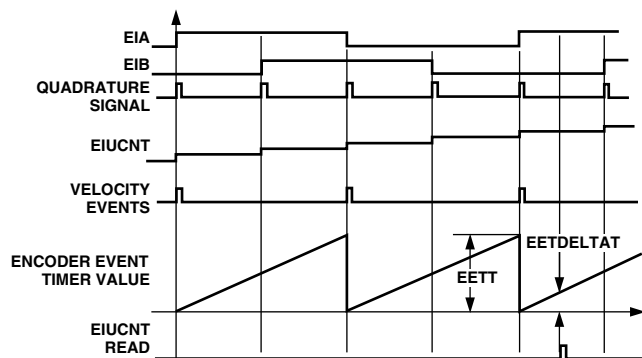 EIA
EIB
QUADRATURE
SIGNAL
EIUCNT
VELOCITY
EVENTS
EETDELTAT
ENCODER EVENT
TIMER VALUE
EETT
EIUCNT
READ